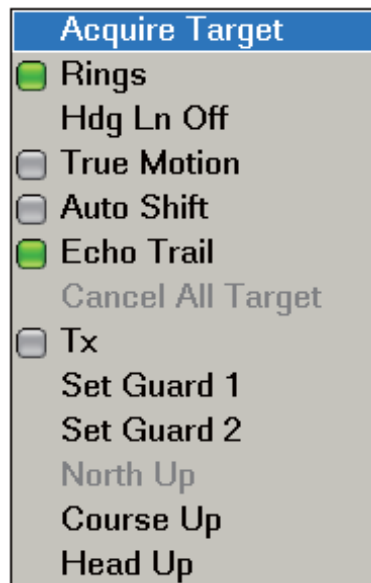 Acquire Target
Rings
Hdg Ln Off
True Motion
Auto Shift
Echo Trail
Cancel All Target
Tx
Set Guard 1
Set Guard 2
North Up
Course Up
Head Up